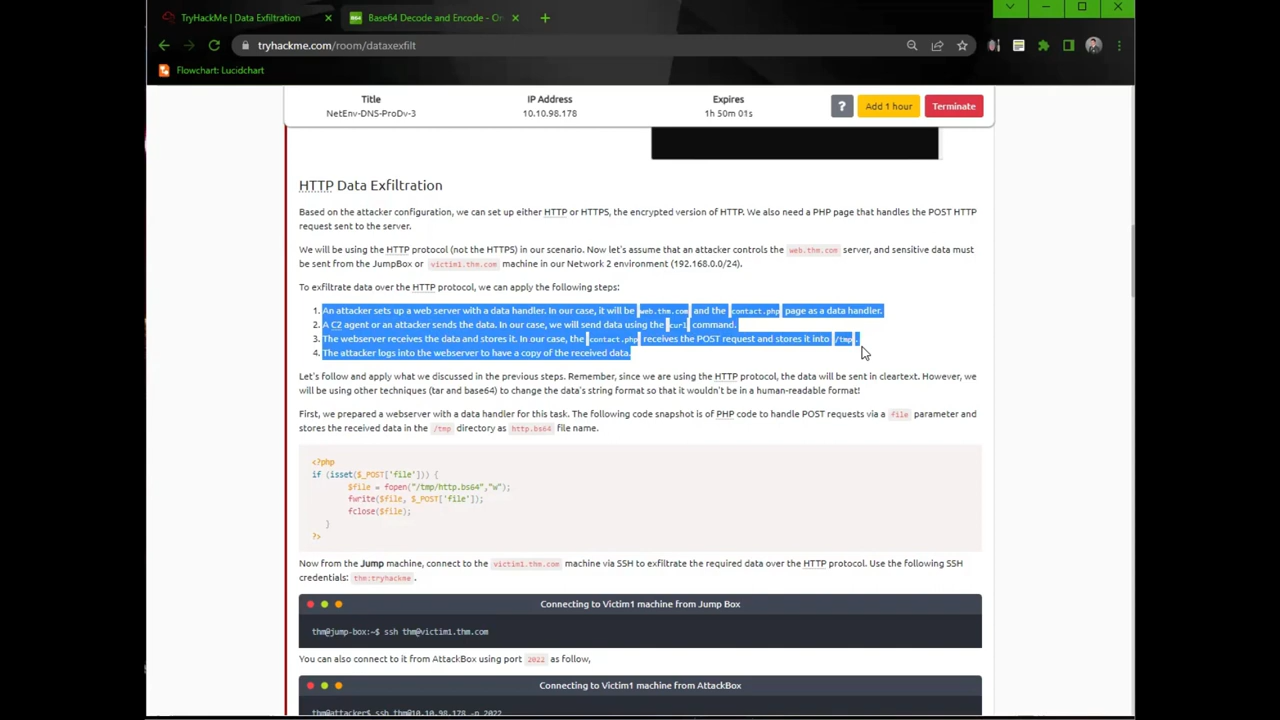 TryHackMe | Data Exfiltration
Base64 Decode and Encode - On
tryhackme.com/room/dataxexfilt
Flowchart: Lucidchart
Title
IP Address
Expires
NetEnv-DNS-ProDv-3
10.10.98.178
1h 50m 01s
?
Add 1 hour
Terminate
HTTP Data Exfiltration
Based on the attacker configuration, we can set up either HTTP or HTTPS, the encrypted version of HTTP. We also need a PHP page that handles the POST HTTP
request sent to the server.
We will be using the HTTP protocol (not the HTTPS) in our scenario. Now let's assume that an attacker controls the web.thm.com server, and sensitive data must
be sent from the JumpBox or victim1.thm.com machine in our Network 2 environment (192.168.0.0/24).
To exfiltrate data over the HTTP protocol, we can apply the following steps:
1. An attacker sets up a web server with a data handler. In our case, it will be web.thm.com and the contact.php page as a data handler.
2. A C2 agent or an attacker sends the data. In our case, we will send data using the curl command.
3. The webserver receives the data and stores it. In our case, the contact.php receives the POST request and stores it into /tmp .
4. The attacker logs into the webserver to have a copy of the received data.
Let's follow and apply what we discussed in the previous steps. Remember, since we are using the HTTP protocol, the data will be sent in cleartext. However, we
will be using other techniques (tar and base64) to change the data's string format so that it wouldn't be in a human-readable format!
First, we prepared a webserver with a data handler for this task. The following code snapshot is of PHP code to handle POST requests via a file parameter and
stores the received data in the /tmp directory as http.bs64 file name.
<?php
if (isset($_POST['file'])) {
$file = fopen("/tmp/http.bs64","w");
fwrite($file, $_POST['file']);
fclose($file);
}
?>
Now from the Jump machine, connect to the victim1.thm.com machine via SSH to exfiltrate the required data over the HTTP protocol. Use the following SSH
credentials: thm:tryhackme .
Connecting to Victim1 machine from Jump Box
thm@jump-box:~$ ssh thm@victim1.thm.com
You can also connect to it from AttackBox using port 2022 as follow,
Connecting to Victim1 machine from AttackBox
thm@attacker$ ssh thm@10.10.98.178 -p 2022